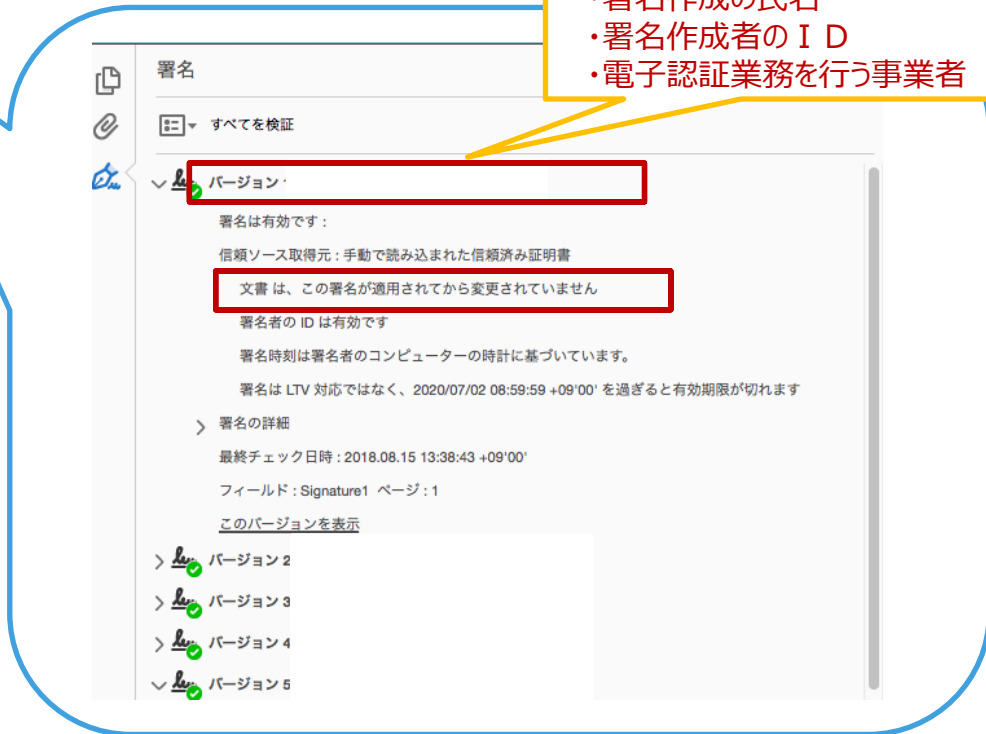 ・署名作成の氏名
・署名作成者のＩＤ
・電子認証業務を行う事業者
署名
すべてを検証
バージョン
署名は有効です :
信頼ソース取得元 : 手動で読み込まれた信頼済み証明書
文書 は、この署名が適用されてから変更されていません
署名者の ID は有効です
署名時刻は署名者のコンピューターの時計に基づいています。
署名は LTV 対応ではなく、2020/07/02 08:59:59 +09'00' を過ぎると有効期限が切れます
署名の詳細
最終チェック日時 : 2018.08.15 13:38:43 +09'00'
フィールド : Signature1 ページ : 1
このバージョンを表示
バージョン 2
バージョン 3
バージョン 4
バージョン 5